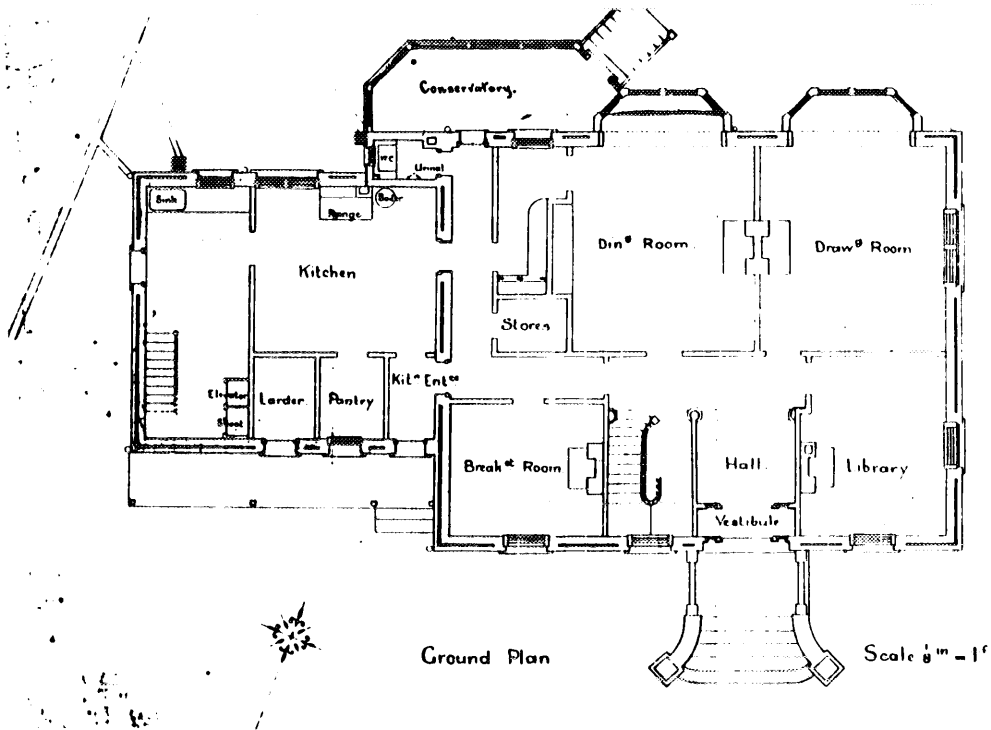 Conservatory.
WC
Urinal
Sink
Range
Boiler
Kitchen
Din^g Room
Draw^g Room
Stores
Elevator
Shoot
Larder
Pantry
Kit^n Ent^ce
Break^st Room
Hall
Library
Vestibule
Ground Plan
Scale 1/8 in = 1 f